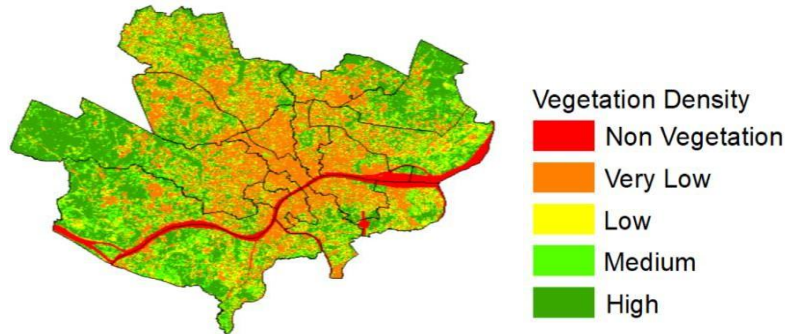 Vegetation Density
Non Vegetation
Very Low
Low
Medium
High